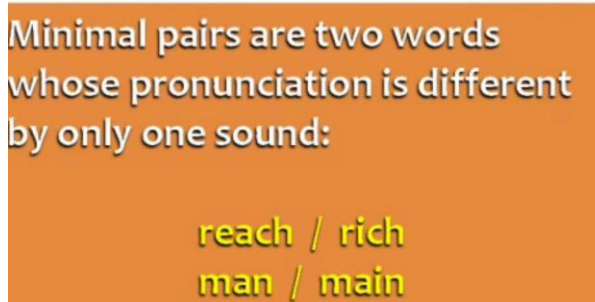 Minimal pairs are two words
whose pronunciation is different
by only one sound:
reach / rich
man / main